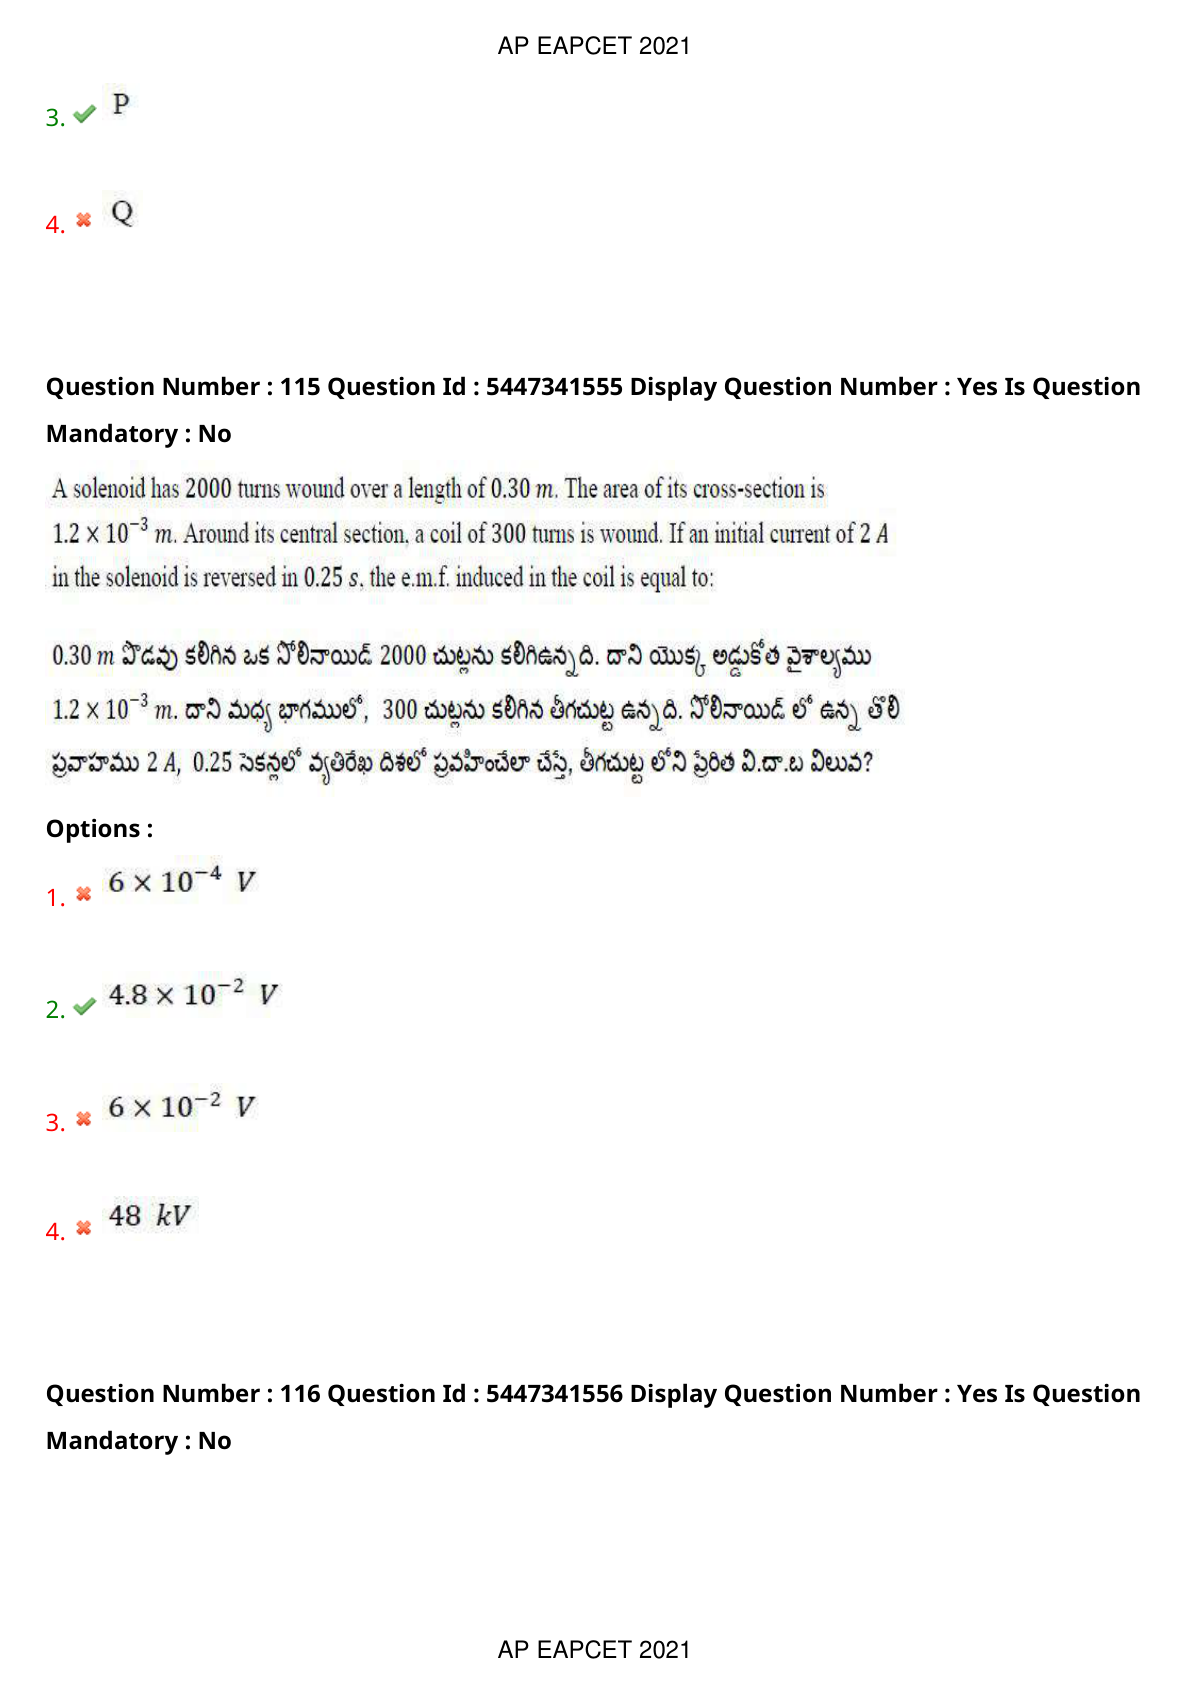 AP EAPCET 2021
3. P
4. Q
Question Number : 115 Question Id : 5447341555 Display Question Number : Yes Is Question
Mandatory : No
A solenoid has 2000 turns wound over a length of 0.30 m. The area of its cross-section is
1.2 × 10⁻³ m. Around its central section, a coil of 300 turns is wound. If an initial current of 2 A
in the solenoid is reversed in 0.25 s, the e.m.f. induced in the coil is equal to:
0.30 m పొడవు కలిగిన ఒక సోలినాయిడ్ 2000 చుట్లను కలిగిఉన్నది. దాని యొక్క అడ్డుకోత వైశాల్యము
1.2 × 10⁻³ m. దాని మధ్య భాగములో, 300 చుట్లను కలిగిన తీగచుట్ట ఉన్నది. సోలినాయిడ్ లో ఉన్న తొలి
ప్రవాహము 2 A, 0.25 సెకన్లలో వ్యతిరేఖ దిశలో ప్రవహించేలా చేస్తే, తీగచుట్ట లోని ప్రేరిత వి.దా.బ విలువ?
Options :
1. 6 × 10⁻⁴ V
2. 4.8 × 10⁻² V
3. 6 × 10⁻² V
4. 48 kV
Question Number : 116 Question Id : 5447341556 Display Question Number : Yes Is Question
Mandatory : No
AP EAPCET 2021